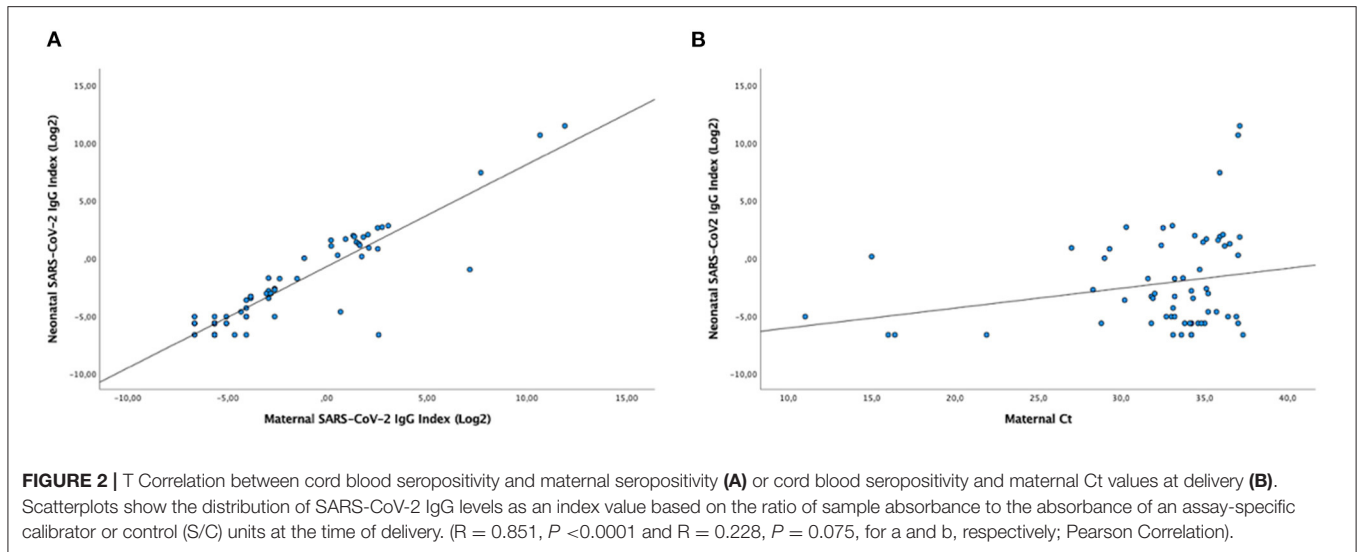 A
B
15,00
10,00
5,00
,00
-5,00
-10,00
Neonatal SARS-CoV-2 IgG Index (Log2)
-10,00 -5,00 ,00 5,00 10,00 15,00
Maternal SARS-CoV-2 IgG Index (Log2)
15,00
10,00
5,00
,00
-5,00
-10,00
Neonatal SARS-CoV2 IgG Index (Log2)
10,0 15,0 20,0 25,0 30,0 35,0 40,0
Maternal Ct
FIGURE 2 | T Correlation between cord blood seropositivity and maternal seropositivity (A) or cord blood seropositivity and maternal Ct values at delivery (B).
Scatterplots show the distribution of SARS-CoV-2 IgG levels as an index value based on the ratio of sample absorbance to the absorbance of an assay-specific
calibrator or control (S/C) units at the time of delivery. (R = 0.851, P <0.0001 and R = 0.228, P = 0.075, for a and b, respectively; Pearson Correlation).